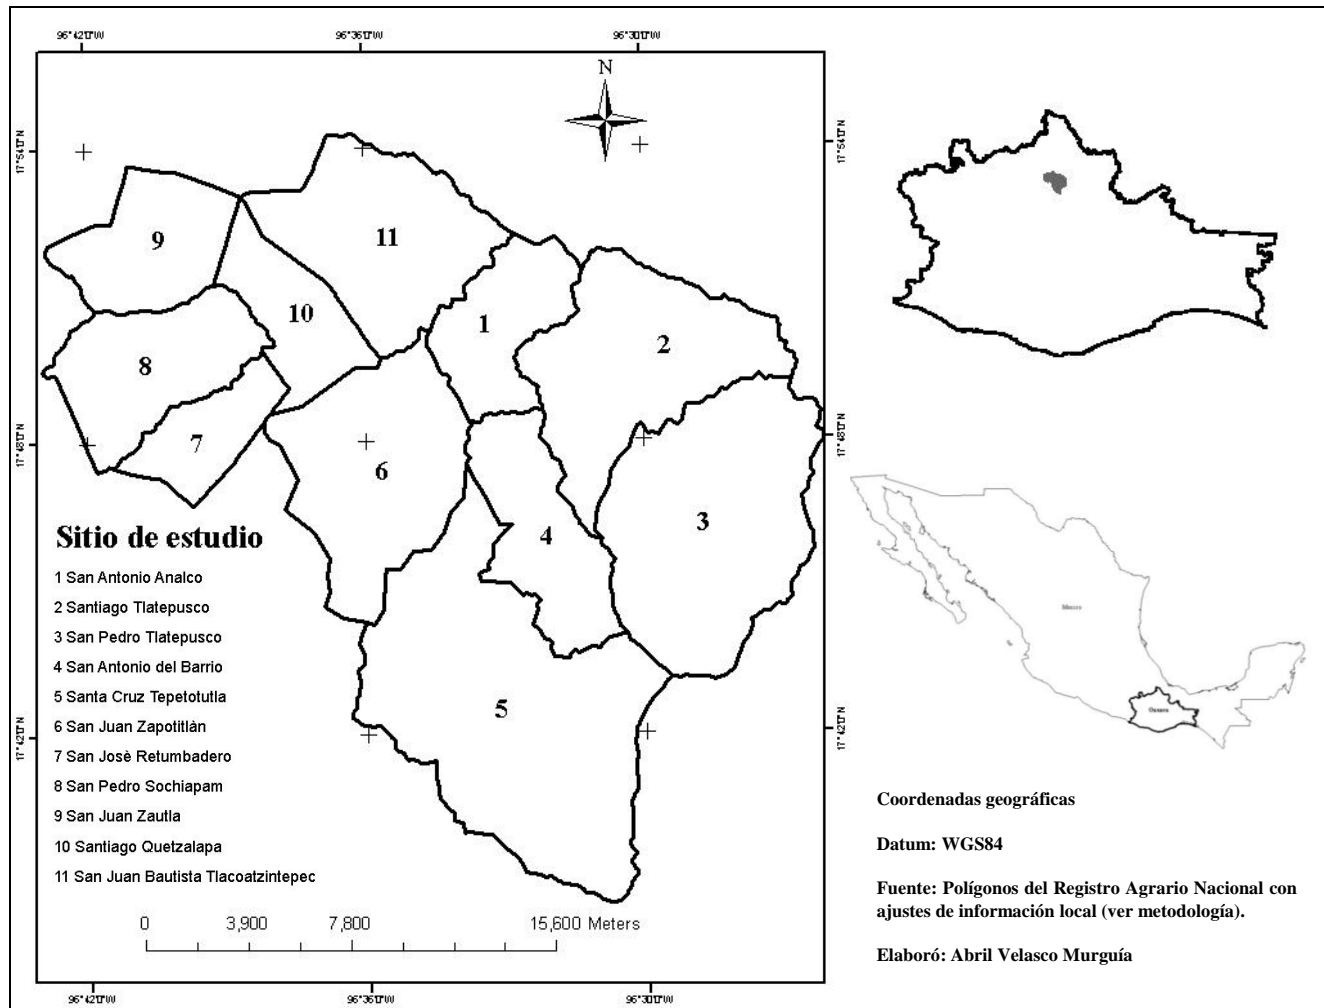 96°42'0"W 96°36'0"W 96°30'0"W
N
17°54'0"N 17°54'0"N
9
11
10
1
2
8
7
6
3
4
5
17°48'0"N 17°48'0"N
17°42'0"N 17°42'0"N
Sitio de estudio
1 San Antonio Analco
2 Santiago Tlatepusco
3 San Pedro Tlatepusco
4 San Antonio del Barrio
5 Santa Cruz Tepetotutla
6 San Juan Zapotitlàn
7 San Josè Retumbadero
8 San Pedro Sochiapam
9 San Juan Zautla
10 Santiago Quetzalapa
11 San Juan Bautista Tlacoatzintepec
0 3,900 7,800 15,600 Meters
96°42'0"W 96°36'0"W 96°30'0"W
Mexico
Oaxaca
Coordenadas geográficas
Datum: WGS84
Fuente: Polígonos del Registro Agrario Nacional con
ajustes de información local (ver metodología).
Elaboró: Abril Velasco Murguía